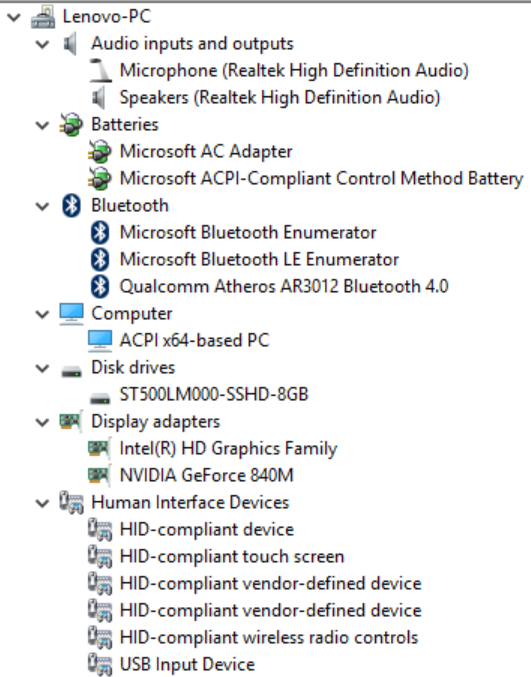 Lenovo-PC
Audio inputs and outputs
Microphone (Realtek High Definition Audio)
Speakers (Realtek High Definition Audio)
Batteries
Microsoft AC Adapter
Microsoft ACPI-Compliant Control Method Battery
Bluetooth
Microsoft Bluetooth Enumerator
Microsoft Bluetooth LE Enumerator
Qualcomm Atheros AR3012 Bluetooth 4.0
Computer
ACPI x64-based PC
Disk drives
ST500LM000-SSHD-8GB
Display adapters
Intel(R) HD Graphics Family
NVIDIA GeForce 840M
Human Interface Devices
HID-compliant device
HID-compliant touch screen
HID-compliant vendor-defined device
HID-compliant vendor-defined device
HID-compliant wireless radio controls
USB Input Device